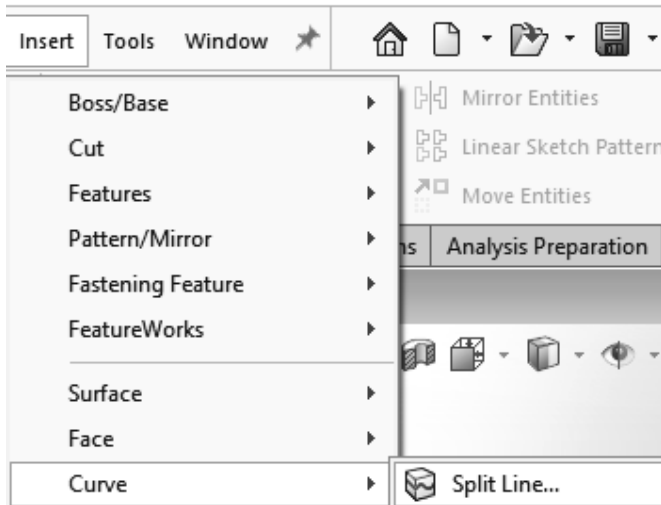 Insert Tools Window
Boss/Base
Mirror Entities
Cut
Linear Sketch Pattern
Features
Move Entities
Pattern/Mirror
ns Analysis Preparation
Fastening Feature
FeatureWorks
Surface
Face
Curve
Split Line...